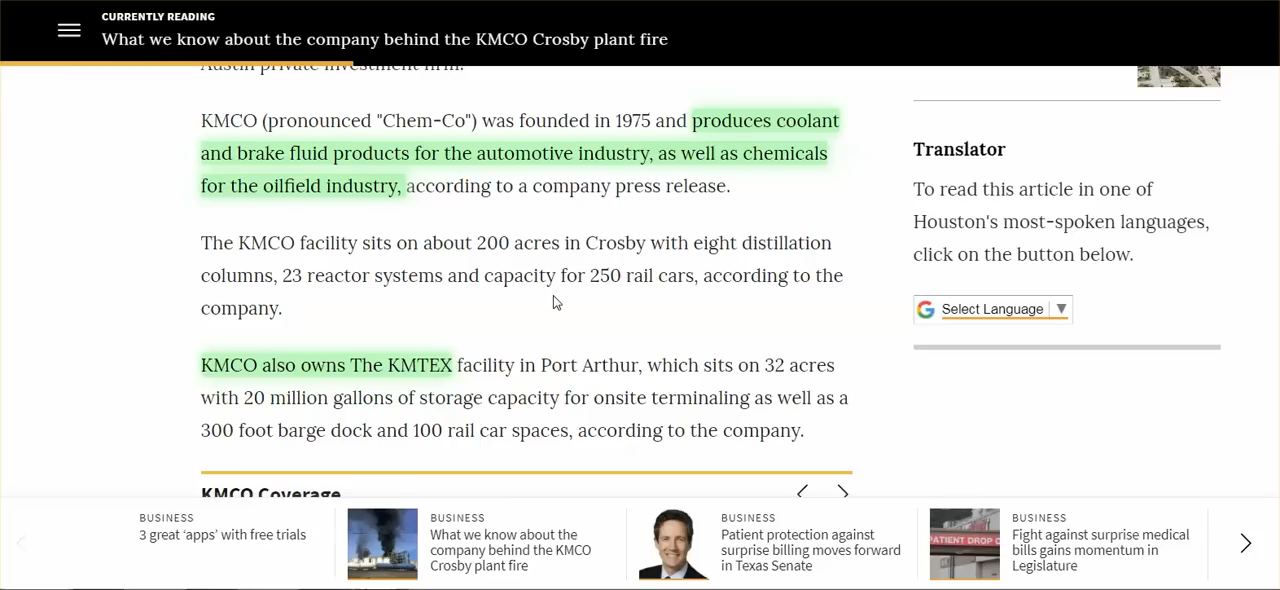 CURRENTLY READING
What we know about the company behind the KMCO Crosby plant fire
Austin private investment firm.
KMCO (pronounced "Chem-Co") was founded in 1975 and produces coolant
and brake fluid products for the automotive industry, as well as chemicals
for the oilfield industry, according to a company press release.
The KMCO facility sits on about 200 acres in Crosby with eight distillation
columns, 23 reactor systems and capacity for 250 rail cars, according to the
company.
KMCO also owns The KMTEX facility in Port Arthur, which sits on 32 acres
with 20 million gallons of storage capacity for onsite terminaling as well as a
300 foot barge dock and 100 rail car spaces, according to the company.
KMCO Coverage
Translator
To read this article in one of
Houston's most-spoken languages,
click on the button below.
Select Language
BUSINESS
3 great ‘apps’ with free trials
BUSINESS
What we know about the
company behind the KMCO
Crosby plant fire
BUSINESS
Patient protection against
surprise billing moves forward
in Texas Senate
PATIENT DROP
BUSINESS
Fight against surprise medical
bills gains momentum in
Legislature